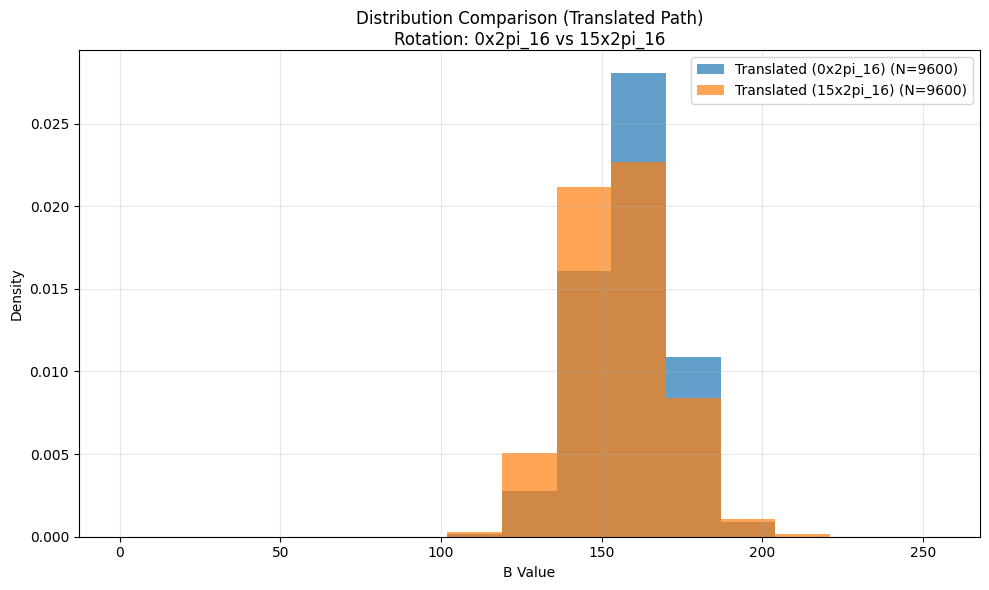 Distribution Comparison (Translated Path)
Rotation: 0x2pi_16 vs 15x2pi_16
Translated (0x2pi_16) (N=9600)
Translated (15x2pi_16) (N=9600)
Density
0.025
0.020
0.015
0.010
0.005
0.000
0 50 100 150 200 250
B Value